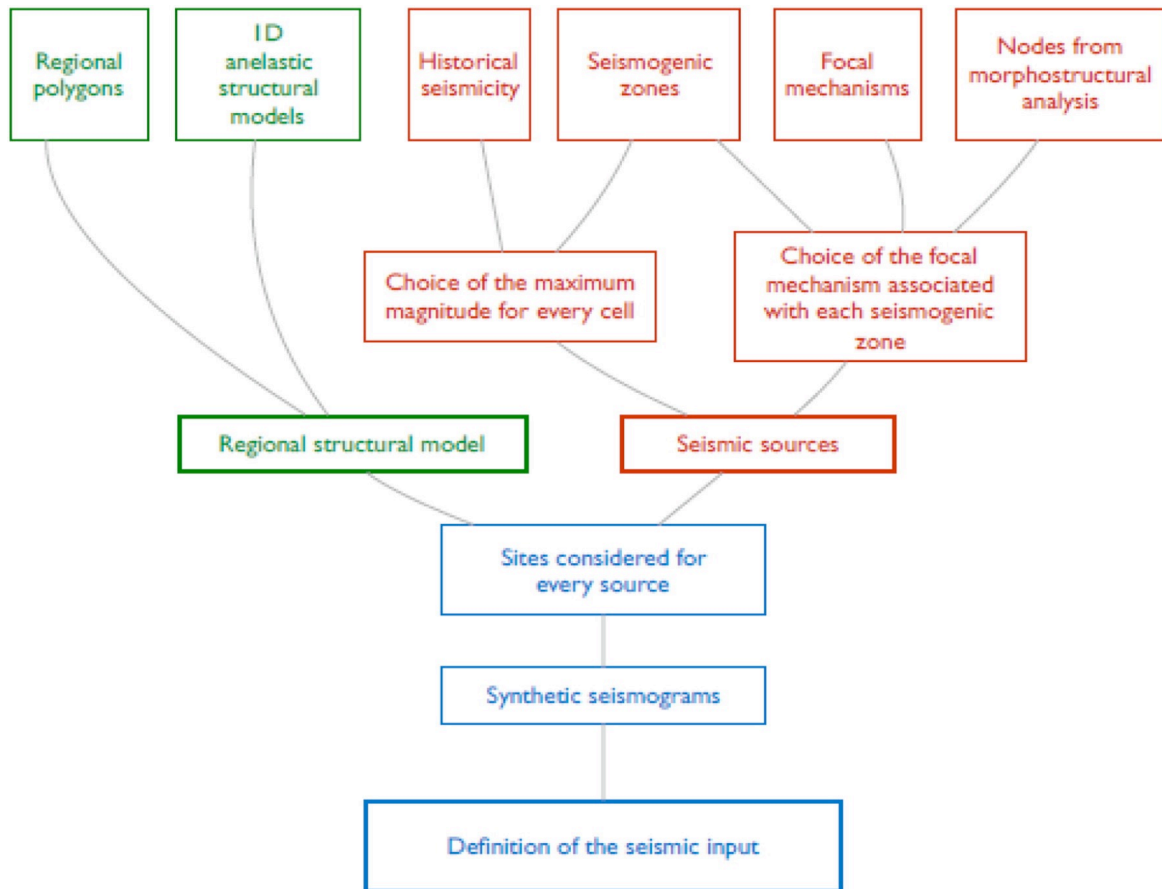 Regional
polygons
1D
anelastic
structural
models
Historical
seismicity
Seismogenic
zones
Focal
mechanisms
Nodes from
morphostructural
analysis
Choice of the maximum
magnitude for every cell
Choice of the focal
mechanism associated
with each seismogenic
zone
Regional structural model
Seismic sources
Sites considered for
every source
Synthetic seismograms
Definition of the seismic input